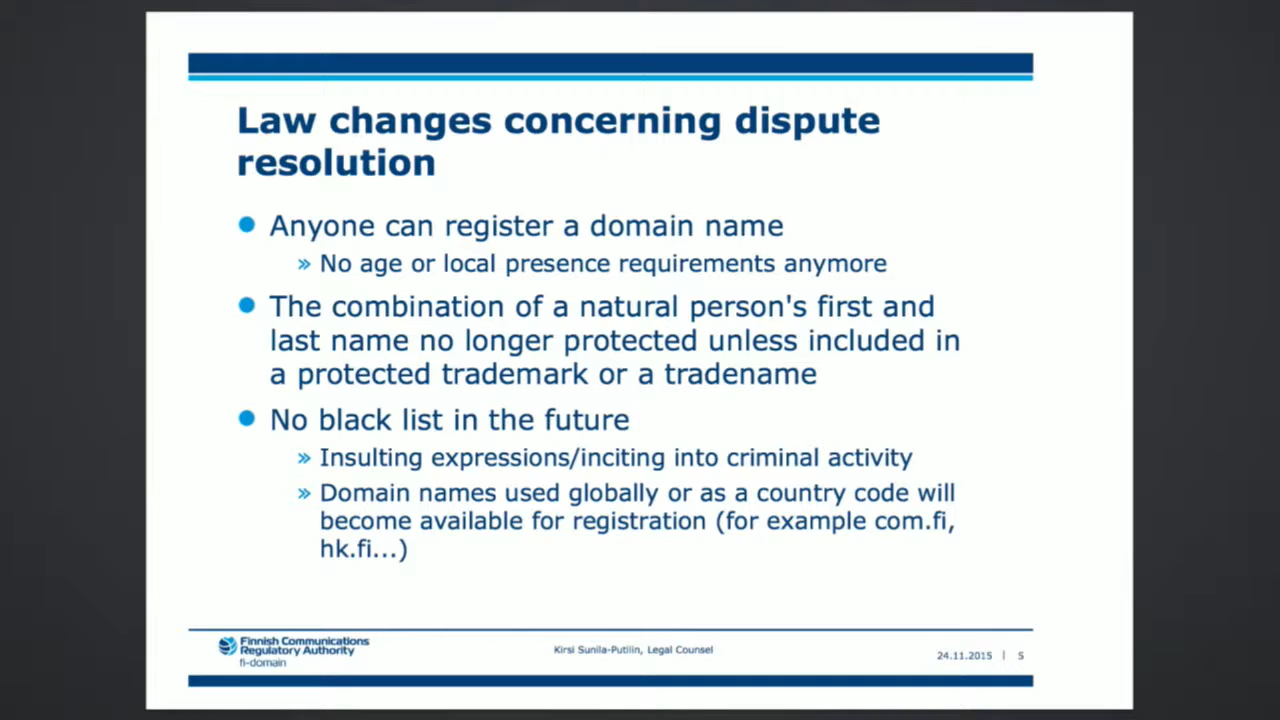 Law changes concerning dispute
resolution
Anyone can register a domain name
» No age or local presence requirements anymore
The combination of a natural person's first and
last name no longer protected unless included in
a protected trademark or a tradename
No black list in the future
» Insulting expressions/inciting into criminal activity
» Domain names used globally or as a country code will
become available for registration (for example com.fi,
hk.fi...)
Finnish Communications
Regulatory Authority
fi-domain
Kirsi Sunila-Putilin, Legal Counsel
24.11.2015 | 5